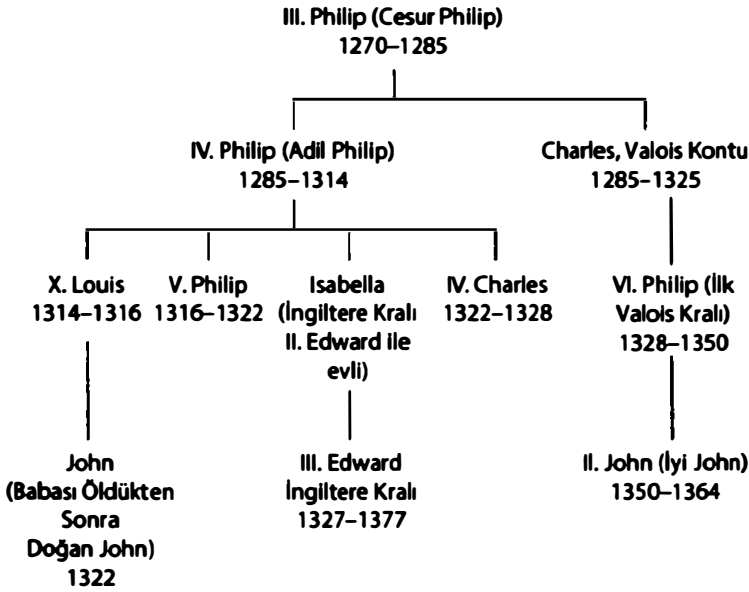 III. Philip (Cesur Philip)
1270–1285
IV. Philip (Adil Philip)
1285–1314
Charles, Valois Kontu
1285–1325
X. Louis
1314–1316
V. Philip
1316–1322
Isabella
(İngiltere Kralı
II. Edward ile
evli)
IV. Charles
1322–1328
VI. Philip (İlk
Valois Kralı)
1328–1350
John
(Babası Öldükten
Sonra
Doğan John)
1322
III. Edward
İngiltere Kralı
1327–1377
II. John (İyi John)
1350–1364